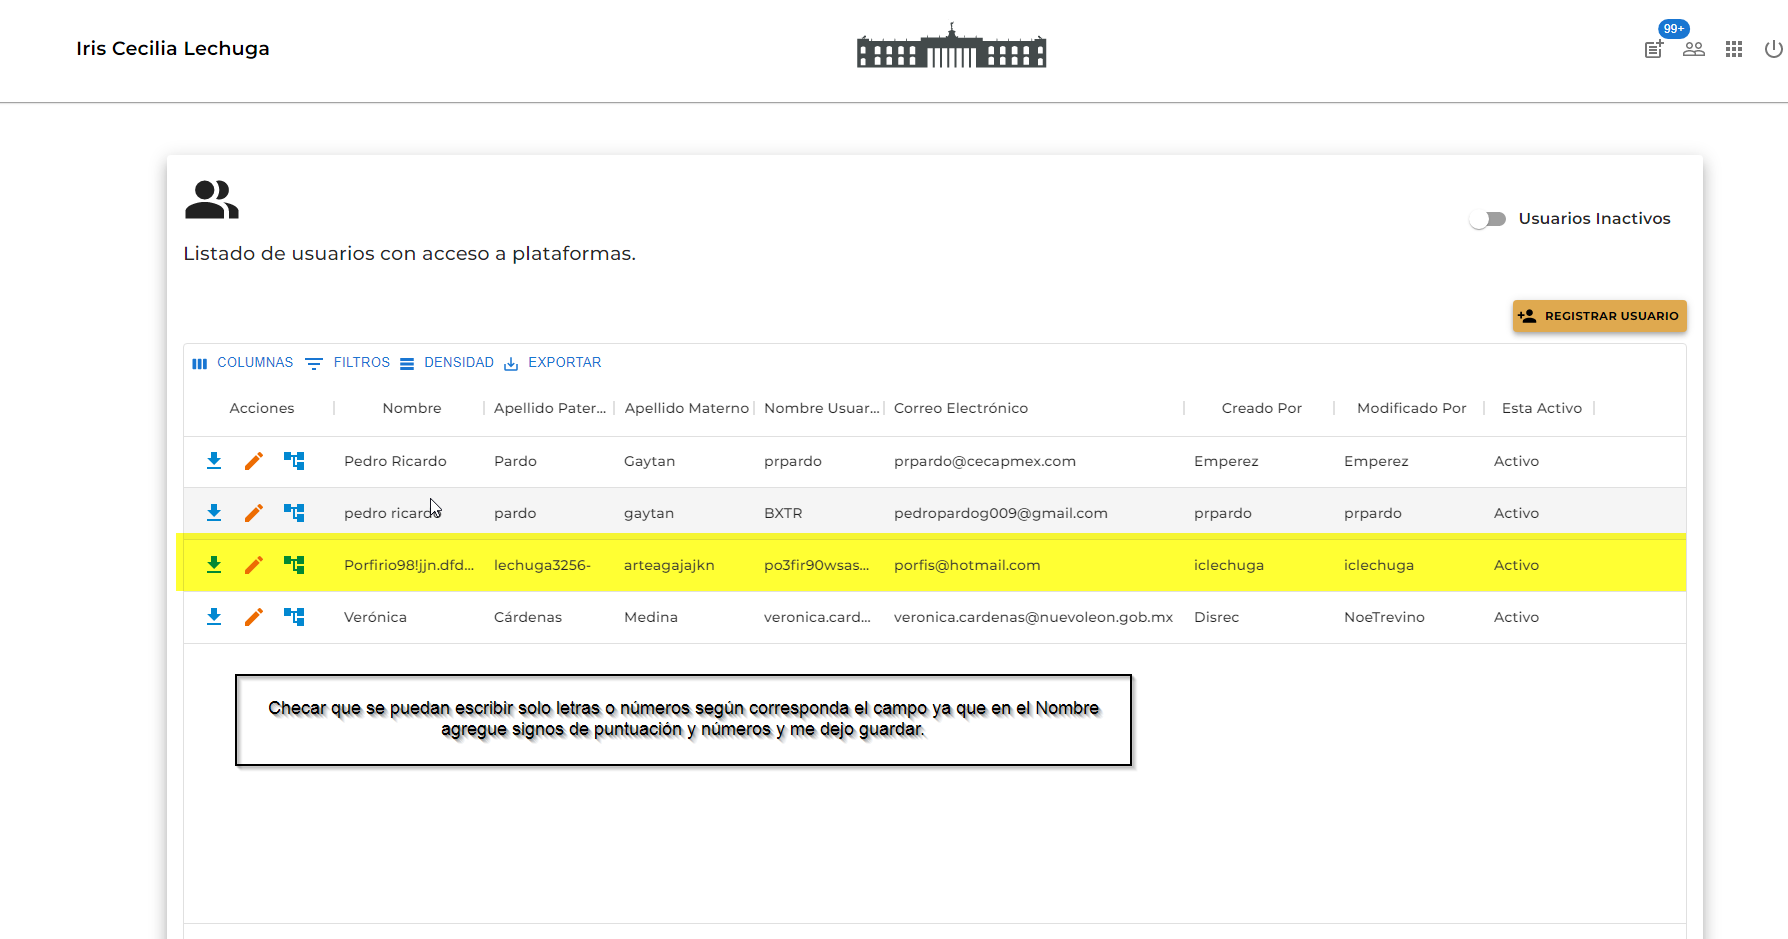 Iris Cecilia Lechuga
99+
Usuarios Inactivos
Listado de usuarios con acceso a plataformas.
REGISTRAR USUARIO
COLUMNAS FILTROS DENSIDAD EXPORTAR
Acciones Nombre Apellido Pater... Apellido Materno Nombre Usuar... Correo Electrónico Creado Por Modificado Por Esta Activo
Pedro Ricardo Pardo Gaytan prpardo prpardo@cecapmex.com Emperez Emperez Activo
pedro ricardo pardo gaytan BXTR pedropardog009@gmail.com prpardo prpardo Activo
Porfirio98!jjn.dfd... lechuga3256- arteagajajkn po3fir90wsas... porfis@hotmail.com iclechuga iclechuga Activo
Verónica Cárdenas Medina veronica.card... veronica.cardenas@nuevoleon.gob.mx Disrec NoeTrevino Activo
Checar que se puedan escribir solo letras o números según corresponda el campo ya que en el Nombre
agregue signos de puntuación y números y me dejo guardar.